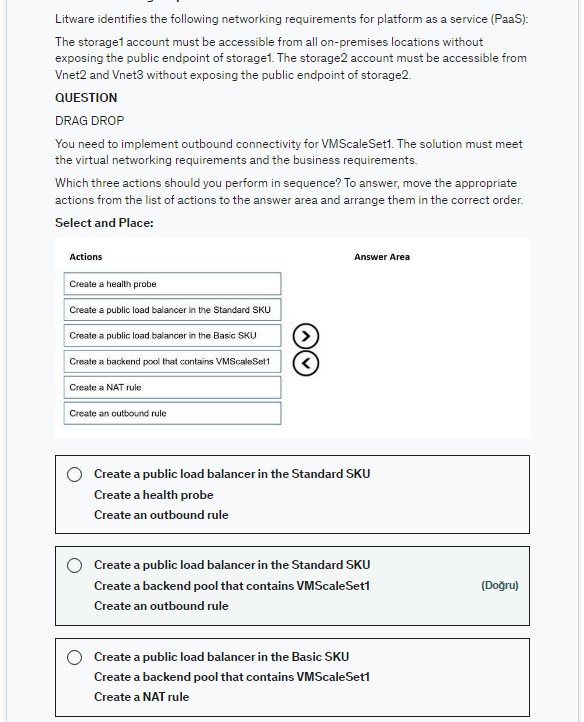 Litware identifies the following networking requirements for platform as a service (PaaS):
The storage1 account must be accessible from all on-premises locations without
exposing the public endpoint of storage1. The storage2 account must be accessible from
Vnet2 and Vnet3 without exposing the public endpoint of storage2.
QUESTION
DRAG DROP
You need to implement outbound connectivity for VMScaleSet1. The solution must meet
the virtual networking requirements and the business requirements.
Which three actions should you perform in sequence? To answer, move the appropriate
actions from the list of actions to the answer area and arrange them in the correct order.
Select and Place:
Actions
Answer Area
Create a health probe
Create a public load balancer in the Standard SKU
Create a public load balancer in the Basic SKU
Create a backend pool that contains VMScaleSet1
Create a NAT rule
Create an outbound rule
Create a public load balancer in the Standard SKU
Create a health probe
Create an outbound rule
Create a public load balancer in the Standard SKU
Create a backend pool that contains VMScaleSet1
(Doğru)
Create an outbound rule
Create a public load balancer in the Basic SKU
Create a backend pool that contains VMScaleSet1
Create a NAT rule